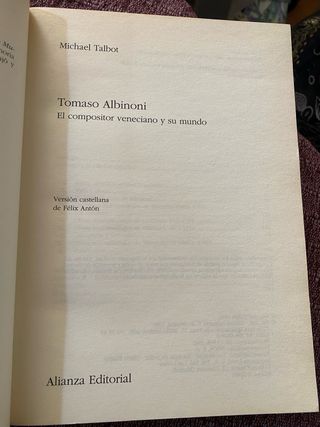 Michael Talbot
Tomaso Albinoni
El compositor veneciano y su mundo
Versión castellana
de Félix Antón
Alianza Editorial